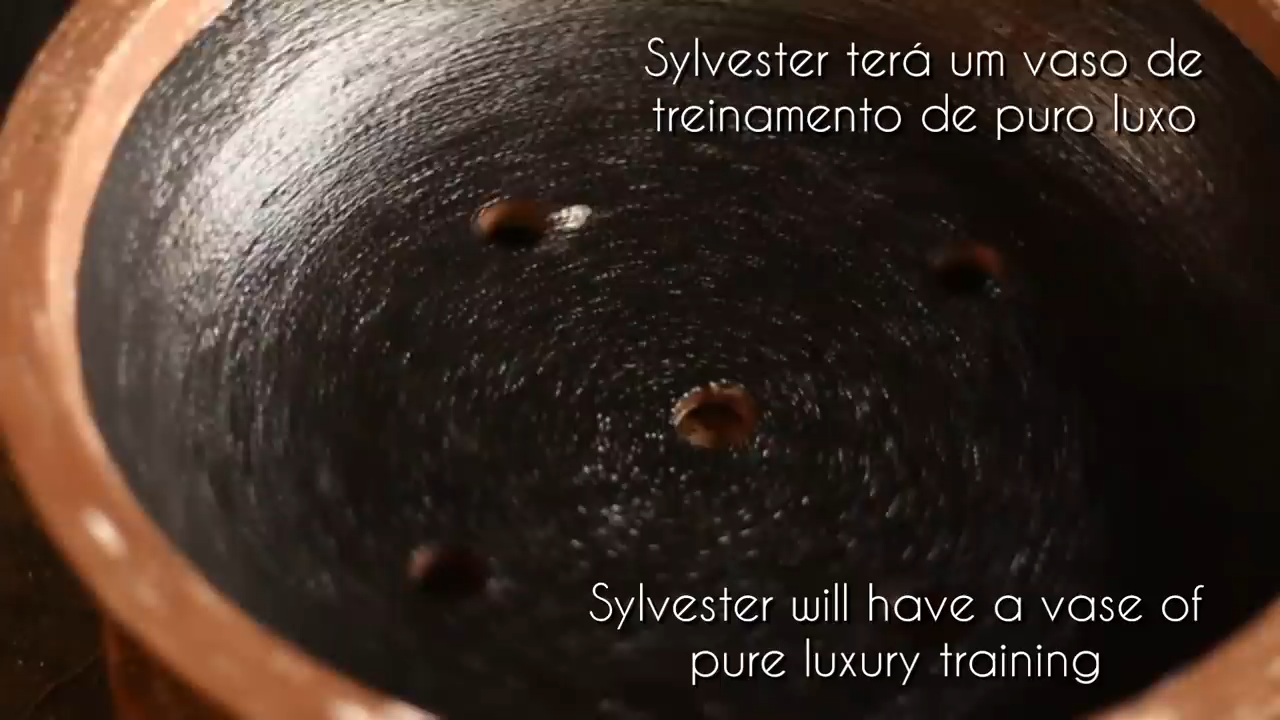 Sylvester terá um vaso de
treinamento de puro luxo
Sylvester will have a vase of
pure luxury training